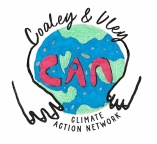 Coaley & Uley
CAN
CLIMATE
ACTION NETWORK